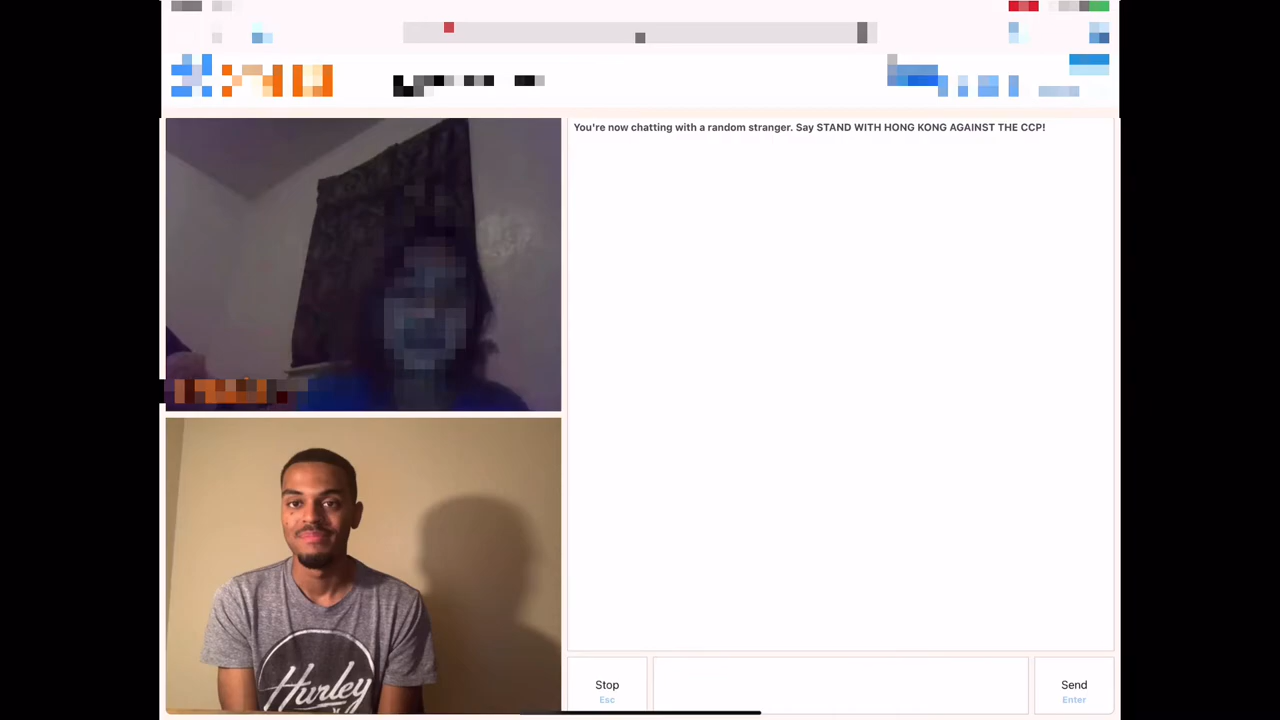 You're now chatting with a random stranger. Say STAND WITH HONG KONG AGAINST THE CCP!
Hurley
Stop
Esc
Send
Enter